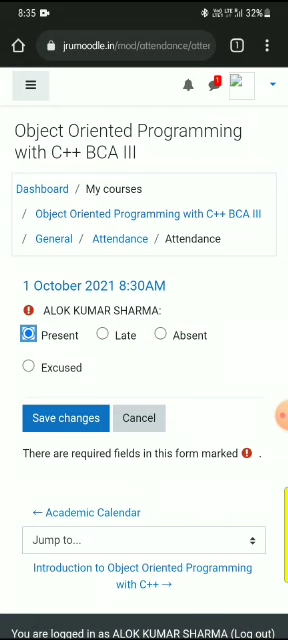 8:35
32%
jrumoodle.in/mod/attendance/atter
1
1
Object Oriented Programming
with C++ BCA III
Dashboard / My courses
/ Object Oriented Programming with C++ BCA III
/ General / Attendance / Attendance
1 October 2021 8:30AM
ALOK KUMAR SHARMA:
Present Late Absent
Excused
Save changes Cancel
There are required fields in this form marked .
← Academic Calendar
Jump to...
Introduction to Object Oriented Programming
with C++ →
You are logged in as ALOK KUMAR SHARMA (Log out)